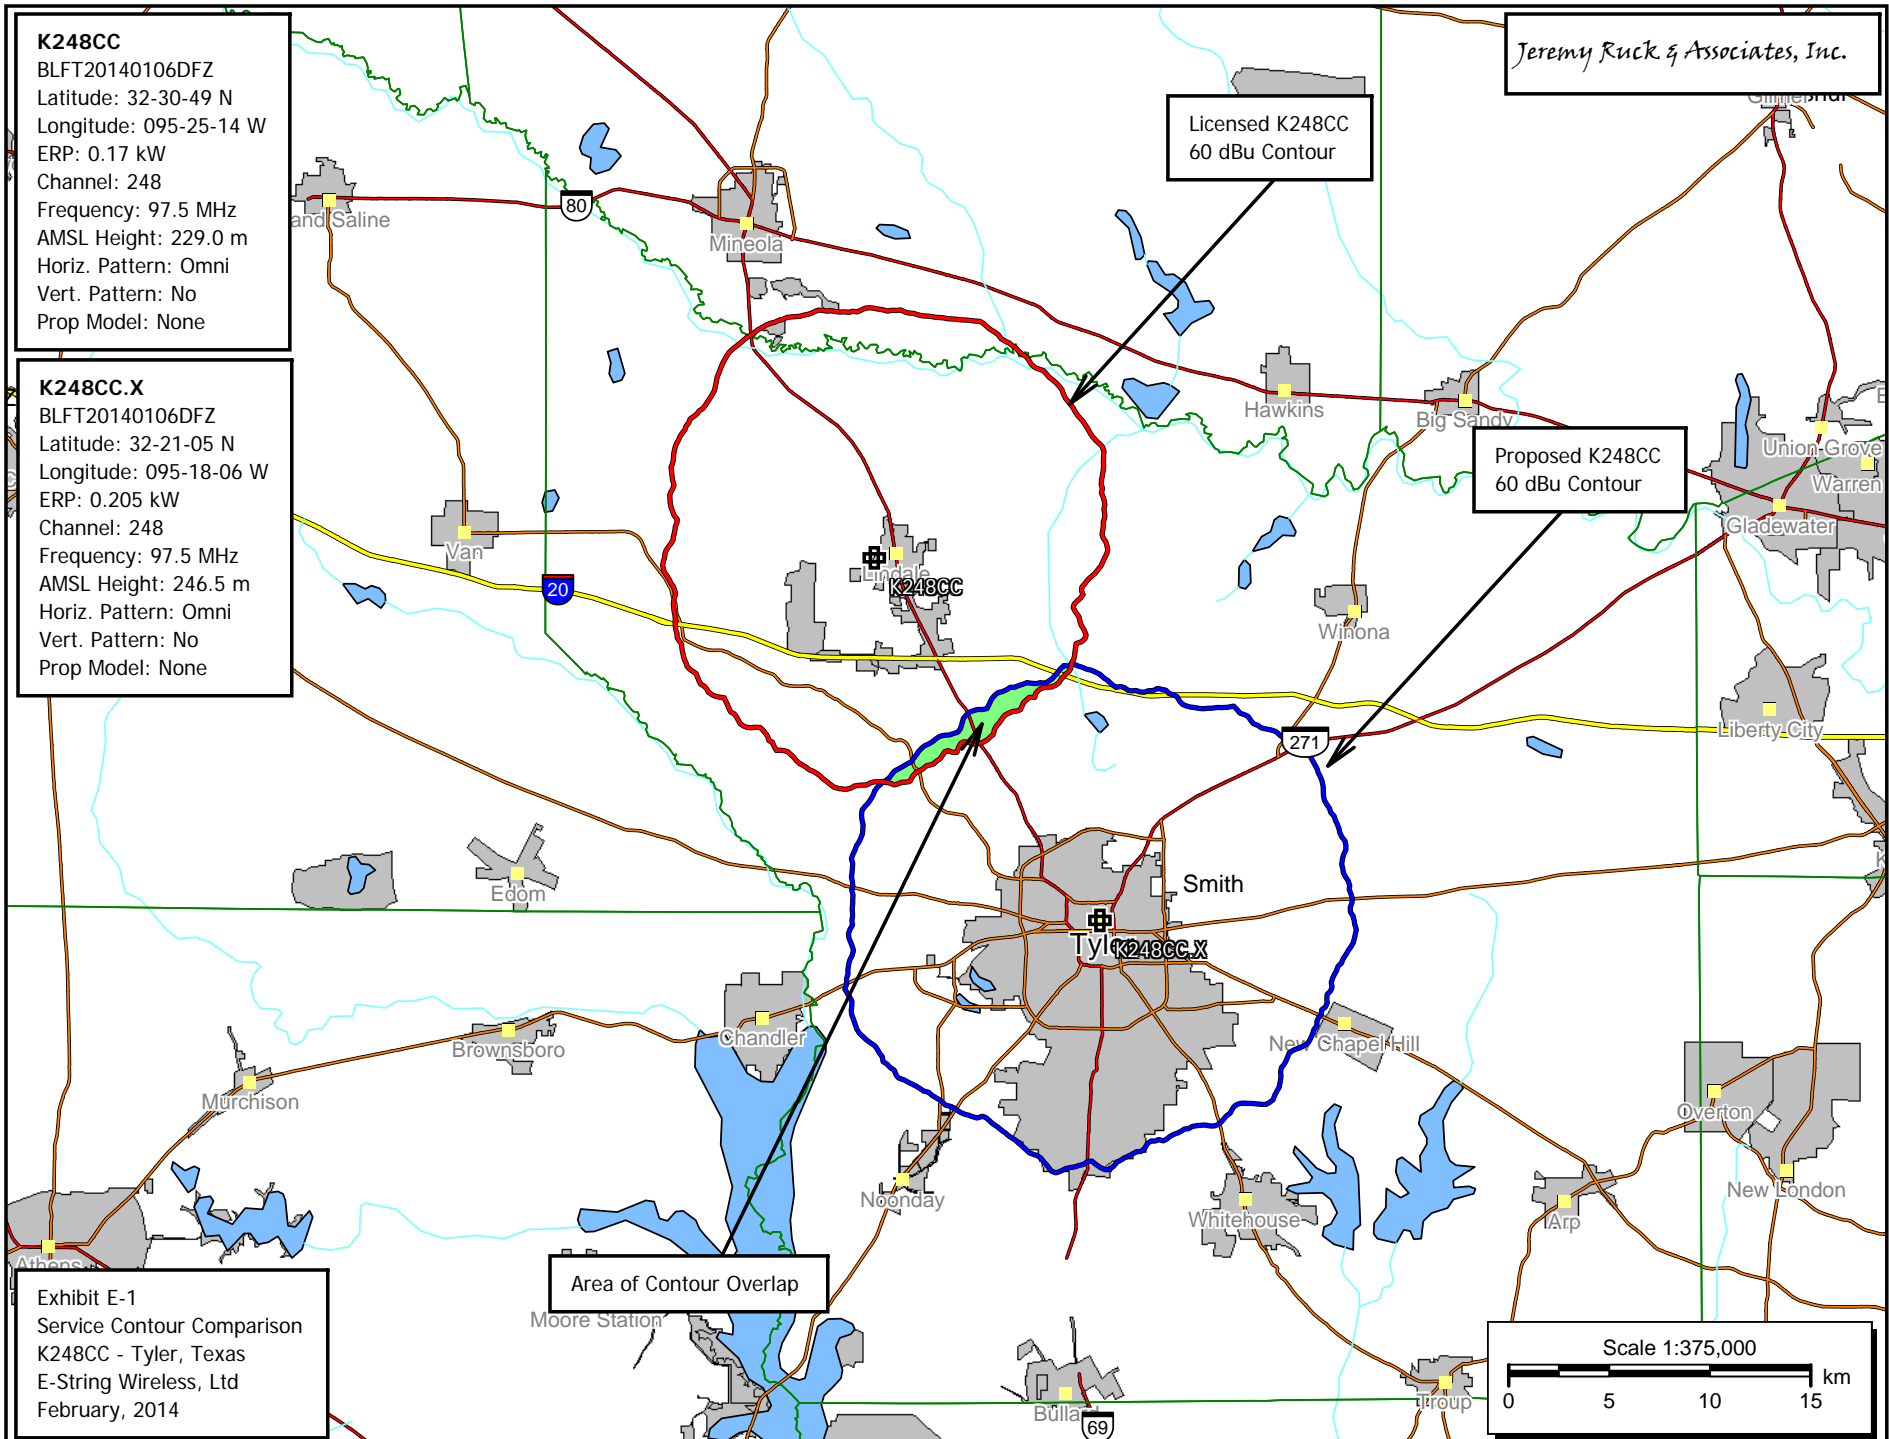 K248CC
BLFT20140106DFZ
Latitude: 32-30-49 N
Longitude: 095-25-14 W
ERP: 0.17 kW
Channel: 248
Frequency: 97.5 MHz
AMSL Height: 229.0 m
Horiz. Pattern: Omni
Vert. Pattern: No
Prop Model: None
K248CC.X
BLFT20140106DFZ
Latitude: 32-21-05 N
Longitude: 095-18-06 W
ERP: 0.205 kW
Channel: 248
Frequency: 97.5 MHz
AMSL Height: 246.5 m
Horiz. Pattern: Omni
Vert. Pattern: No
Prop Model: None
Jeremy Ruck & Associates, Inc.
Licensed K248CC
60 dBu Contour
and Saline
80
Mineola
Hawkins
Big Sandy
Proposed K248CC
60 dBu Contour
Union Grove
Warren
Gladewater
Van
20
Lindale
K248CC
Winona
Liberty City
271
Edom
Smith
Tyler
K248CC.X
Chandler
Brownsboro
New Chapel Hill
Murchison
Overton
Noonday
Whitehouse
Arp
New London
Athens
Area of Contour Overlap
Moore Station
Exhibit E-1
Service Contour Comparison
K248CC - Tyler, Texas
E-String Wireless, Ltd
February, 2014
Bullard
69
Troup
Scale 1:375,000
0 5 10 15 km